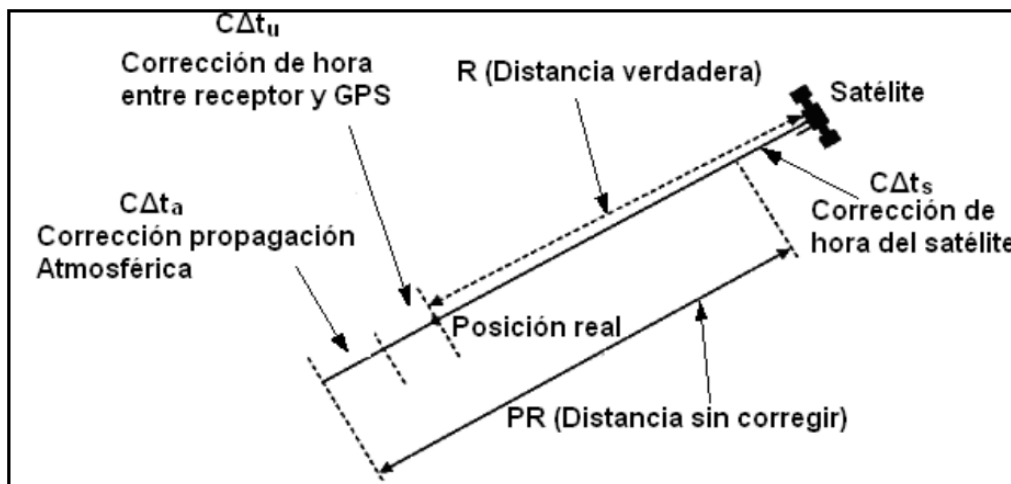 CΔtu
Corrección de hora
entre receptor y GPS
R (Distancia verdadera)
Satélite
CΔta
Corrección propagación
Atmosférica
CΔts
Corrección de
hora del satélite
Posición real
PR (Distancia sin corregir)